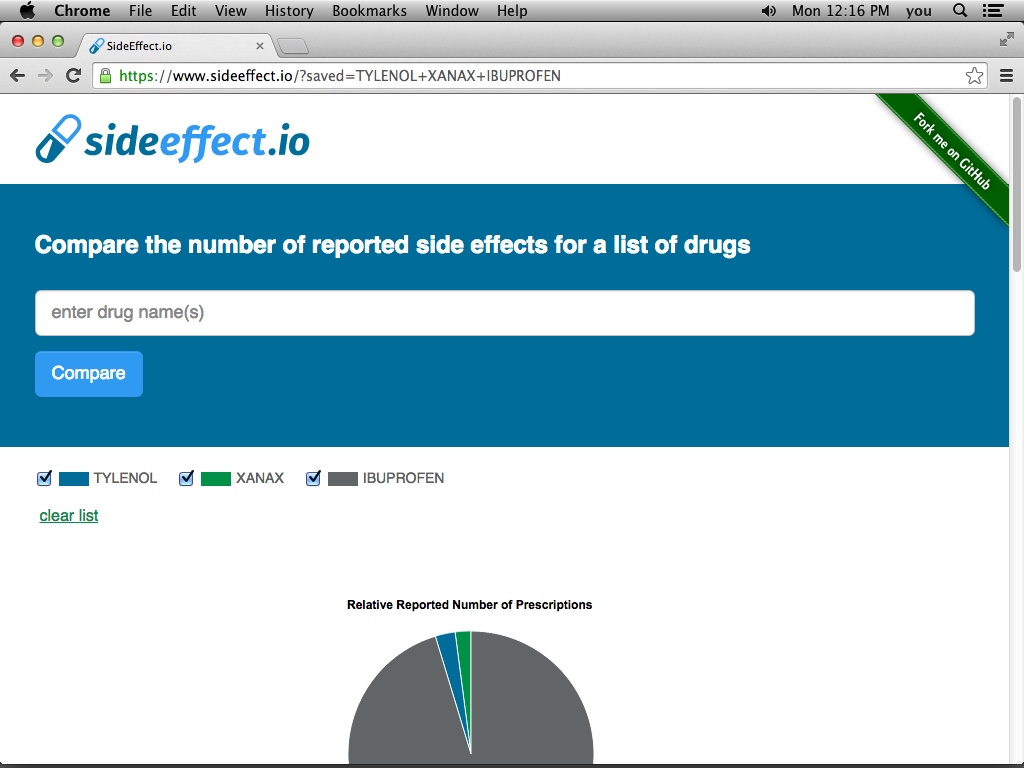 Chrome File Edit View History Bookmarks Window Help Mon 12:16 PM you
SideEffect.io
https://www.sideeffect.io/?saved=TYLENOL+XANAX+IBUPROFEN
sideeffect.io
Fork me on GitHub
Compare the number of reported side effects for a list of drugs
enter drug name(s)
Compare
TYLENOL XANAX IBUPROFEN
clear list
Relative Reported Number of Prescriptions